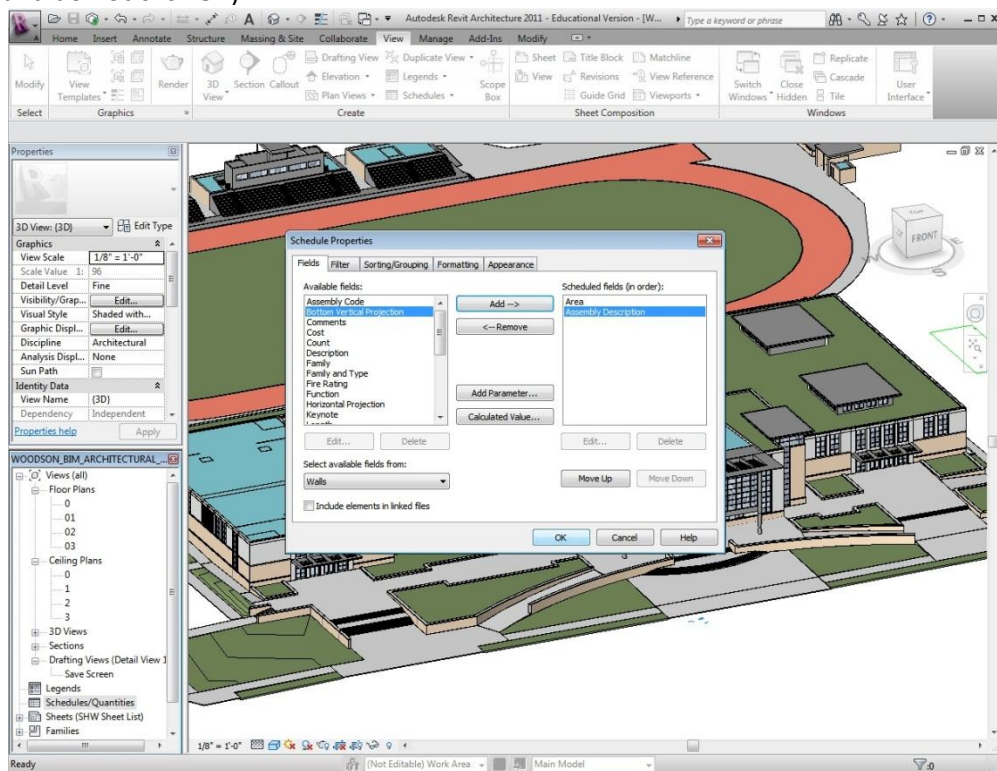 Autodesk Revit Architecture 2011 - Educational Version - [W...
Type a keyword or phrase
Home Insert Annotate Structure Massing & Site Collaborate View Manage Add-Ins Modify
Modify
View
Templates
Render
3D
View
Section
Callout
Drafting View
Elevation
Plan Views
Duplicate View
Legends
Schedules
Scope
Box
Sheet
View
Title Block
Revisions
Guide Grid
Matchline
View Reference
Viewports
Switch
Windows
Close
Hidden
Replicate
Cascade
Tile
User
Interface
Select Graphics Create Sheet Composition Windows
Properties
3D View: {3D}
Edit Type
Graphics
View Scale 1/8" = 1'-0"
Scale Value 1: 96
Detail Level Fine
Visibility/Grap... Edit...
Visual Style Shaded with...
Graphic Displ... Edit...
Discipline Architectural
Analysis Displ... None
Sun Path
Identity Data
View Name {3D}
Dependency Independent
Properties help Apply
WOODSON_BIM_ARCHITECTURAL_...
Views (all)
Floor Plans
0
01
02
03
Ceiling Plans
0
1
2
3
3D Views
Sections
Drafting Views (Detail View 1
Save Screen
Legends
Schedules/Quantities
Sheets (SHW Sheet List)
Families
Schedule Properties
Fields Filter Sorting/Grouping Formatting Appearance
Available fields:
Assembly Code
Bottom Vertical Projection
Comments
Cost
Count
Description
Family
Family and Type
Fire Rating
Function
Horizontal Projection
Keynote
Add -->
<-- Remove
Add Parameter...
Calculated Value...
Scheduled fields (in order):
Area
Assembly Description
Edit... Delete
Edit... Delete
Select available fields from:
Walls
Move Up Move Down
Include elements in linked files
OK Cancel Help
FRONT
1/8" = 1'-0"
Ready
(Not Editable) Work Area
Main Model
:0